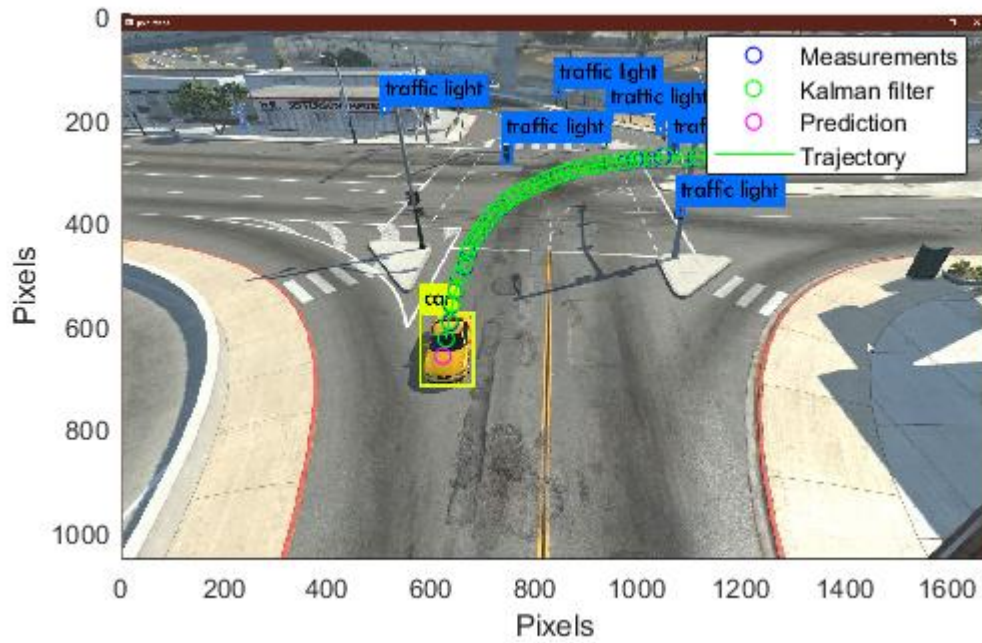 0
200
400
600
800
1000
Pixels
0
200
400
600
800
1000
1200
1400
1600
Pixels
Measurements
Kalman filter
Prediction
Trajectory
traffic light
traffic light
traffic light
traffic light
traffic light
car